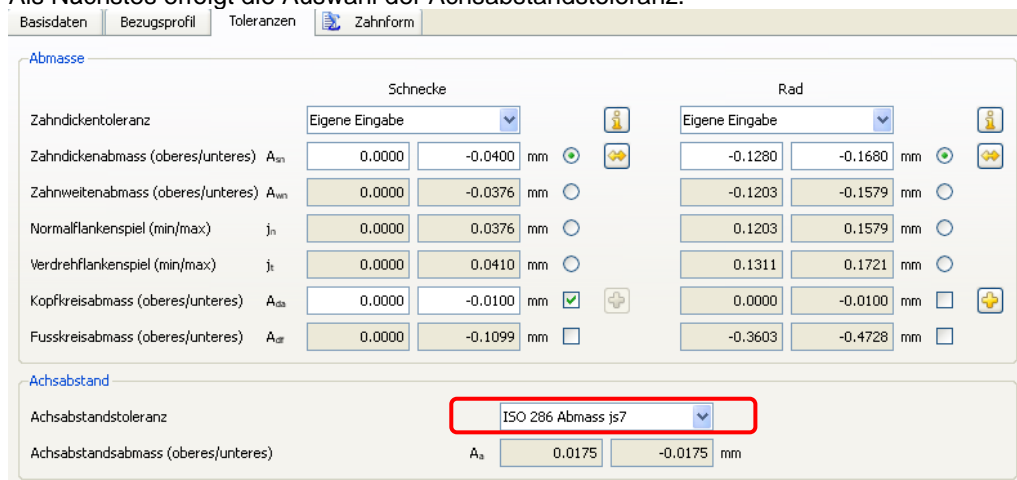 Als Nächstes erfolgt die Auswahl der Achsabstandstoleranz.
Basisdaten Bezugsprofil Toleranzen Zahnform
Abmasse
Schnecke Rad
Zahndickentoleranz Eigene Eingabe Eigene Eingabe
Zahndickenabmass (oberes/unteres) Asn 0.0000 -0.0400 mm -0.1280 -0.1680 mm
Zahnweitenabmass (oberes/unteres) Awn 0.0000 -0.0376 mm -0.1203 -0.1579 mm
Normalflankenspiel (min/max) jn 0.0000 0.0376 mm 0.1203 0.1579 mm
Verdrehflankenspiel (min/max) jt 0.0000 0.0410 mm 0.1311 0.1721 mm
Kopfkreisabmass (oberes/unteres) Ada 0.0000 -0.0100 mm 0.0000 -0.0100 mm
Fusskreisabmass (oberes/unteres) Adf 0.0000 -0.1099 mm -0.3603 -0.4728 mm
Achsabstand
Achsabstandstoleranz ISO 286 Abmass js7
Achsabstandsabmass (oberes/unteres) Aa 0.0175 -0.0175 mm